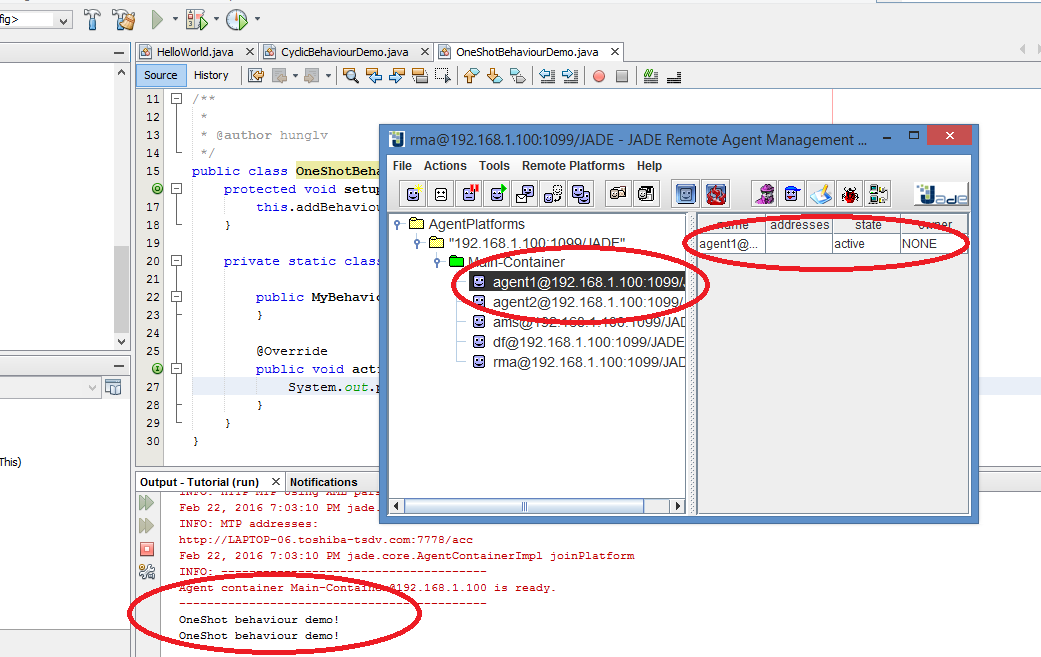 fig>
HelloWorld.java
CyclicBehaviourDemo.java
OneShotBehaviourDemo.java
Source
History
11 /**
12 *
13 * @author hunglv
14 */
15 public class OneShotBeha
16 protected void setup
17 this.addBehaviou
18 }
19
20 private static class
21
22 public MyBehavio
23 }
24
25 @Override
26 public void acti
27 System.out.p
28 }
29 }
30 }
This)
rma@192.168.1.100:1099/JADE - JADE Remote Agent Management ...
File Actions Tools Remote Platforms Help
Jade
AgentPlatforms
"192.168.1.100:1099/JADE"
Main-Container
agent1@192.168.1.100:1099/J
agent2@192.168.1.100:1099/
ams@192.168.1.100:1099/JAD
df@192.168.1.100:1099/JADE
rma@192.168.1.100:1099/JAD
name addresses state owner
agent1@... active NONE
Output - Tutorial (run)
Notifications
INFO: HTTP-MTP Using XML pars
Feb 22, 2016 7:03:10 PM jade.
INFO: MTP addresses:
http://LAPTOP-06.toshiba-tsdv.com:7778/acc
Feb 22, 2016 7:03:10 PM jade.core.AgentContainerImpl joinPlatform
INFO: --------------------------------------
Agent container Main-Container@192.168.1.100 is ready.
--------------------------------------------
OneShot behaviour demo!
OneShot behaviour demo!